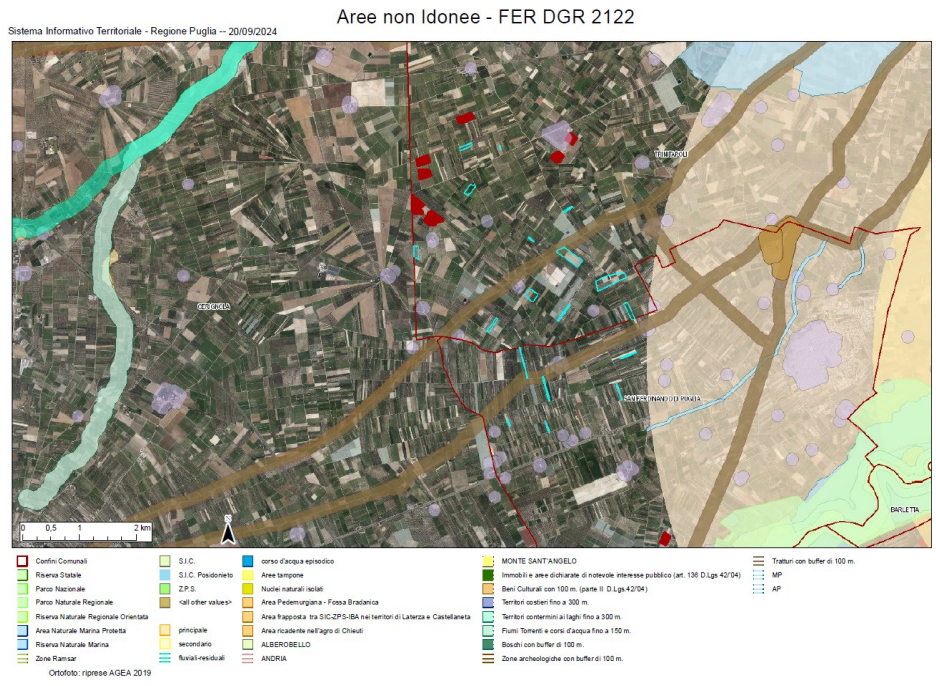 Aree non Idonee - FER DGR 2122
Sistema Informativo Territoriale - Regione Puglia -- 20/09/2024
TRINITAPOLI
CERIGNOLA
SAN FERDINANDO DI PUGLIA
BARLETTA
0 0,5 1 2 km
N
Confini Comunali
Riserva Statale
Parco Nazionale
Parco Naturale Regionale
Riserva Naturale Regionale Orientata
Area Naturale Marina Protetta
Riserva Naturale Marina
Zone Ramsar
S.I.C.
S.I.C. Posidonieto
Z.P.S.
<all other values>
principale
secondario
fluviali-residuali
corso d'acqua episodico
Aree tampone
Nuclei naturali isolati
Area Pedemurgiana - Fossa Bradanica
Area frapposta tra SIC-ZPS-IBA nei territori di Laterza e Castellaneta
Area ricadente nell'agro di Chieuti
ALBEROBELLO
ANDRIA
MONTE SANT'ANGELO
Immobili e aree dichiarate di notevole interesse pubblico (art. 136 D.Lgs 42/04)
Beni Culturali con 100 m. (parte II D.Lgs.42/04)
Territori costieri fino a 300 m.
Territori contermini ai laghi fino a 300 m.
Fiumi Torrenti e corsi d'acqua fino a 150 m.
Boschi con buffer di 100 m.
Zone archeologiche con buffer di 100 m.
Tratturi con buffer di 100 m.
MP
AP
Ortofoto: riprese AGEA 2019